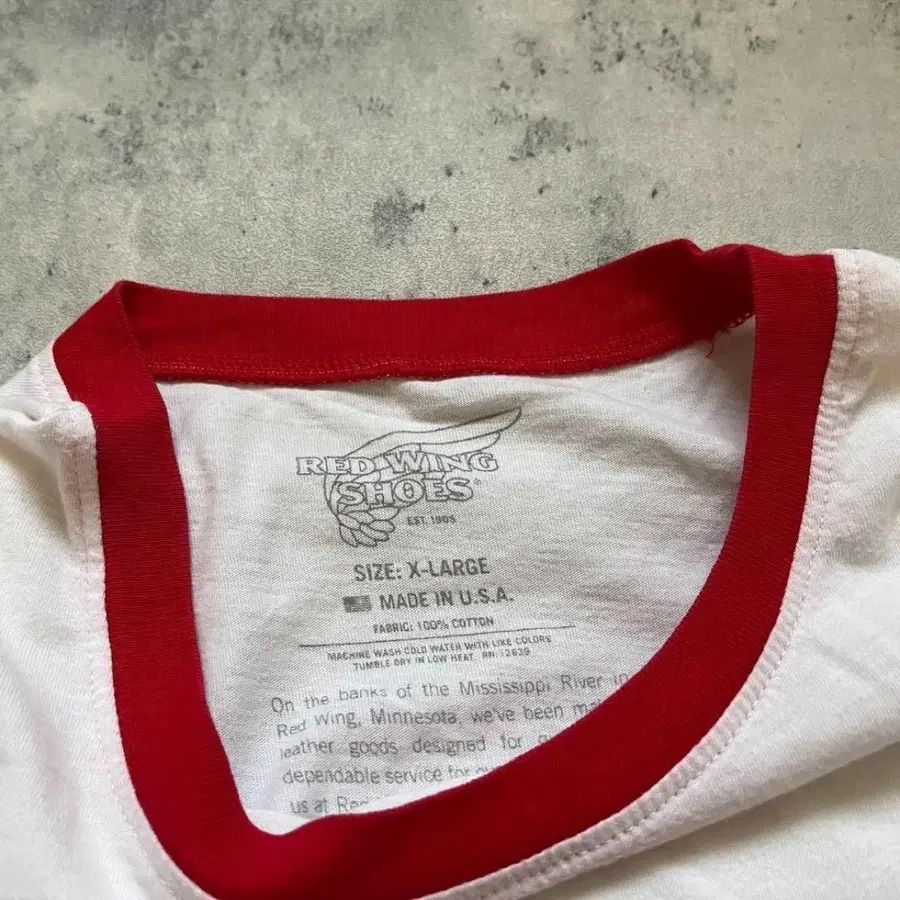 RED WING
SHOES®
EST. 1905
SIZE: X-LARGE
MADE IN U.S.A.
FABRIC: 100% COTTON
MACHINE WASH COLD WATER WITH LIKE COLORS
TUMBLE DRY IN LOW HEAT. RN: 12639
On the banks of the Mississippi River in
Red Wing, Minnesota, we've been
leather goods designed for
dependable service for
us at